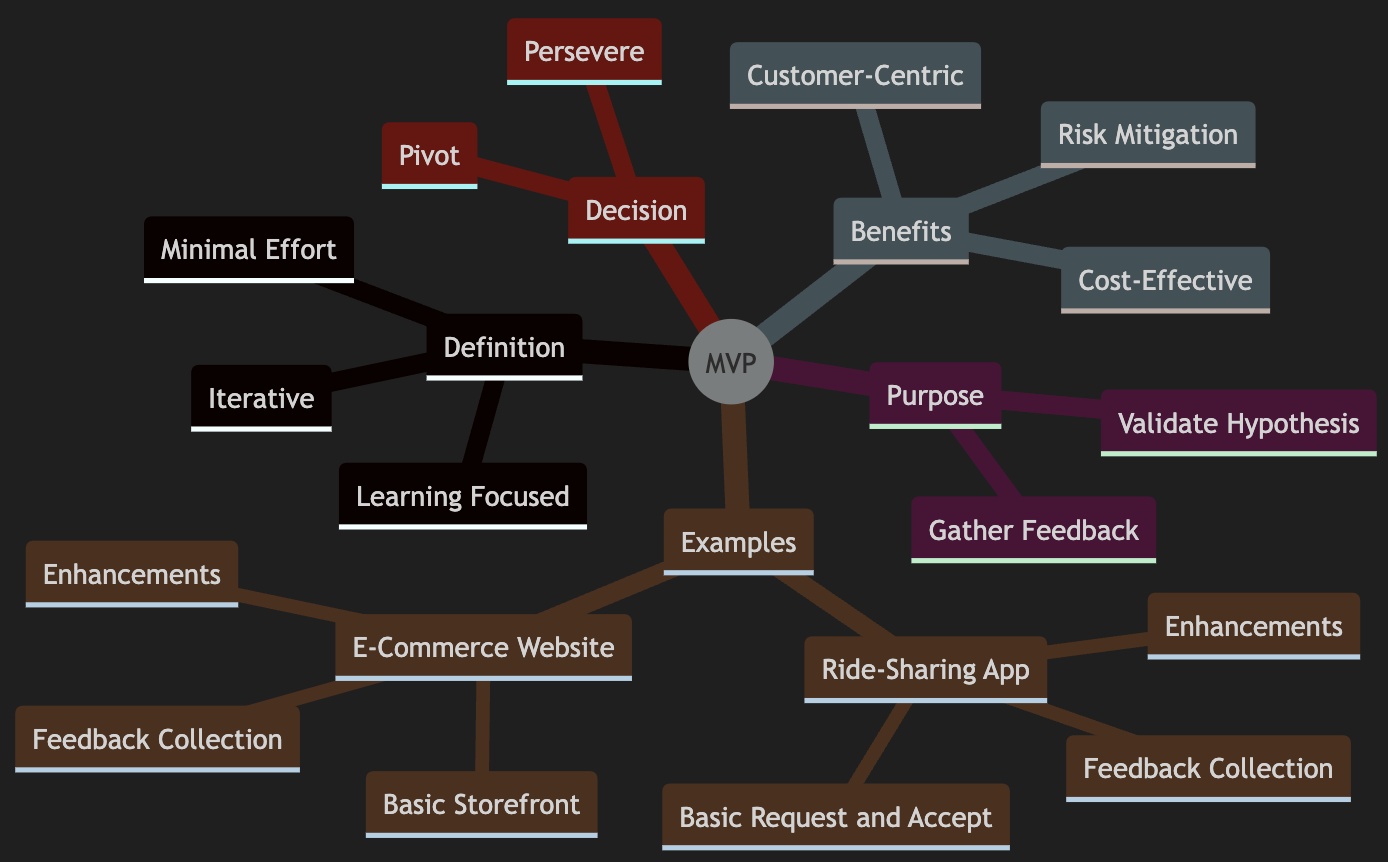 Persevere
Customer-Centric
Risk Mitigation
Pivot
Decision
Benefits
Minimal Effort
Cost-Effective
Definition
MVP
Iterative
Purpose
Validate Hypothesis
Learning Focused
Gather Feedback
Examples
Enhancements
E-Commerce Website
Enhancements
Ride-Sharing App
Feedback Collection
Feedback Collection
Basic Storefront
Basic Request and Accept